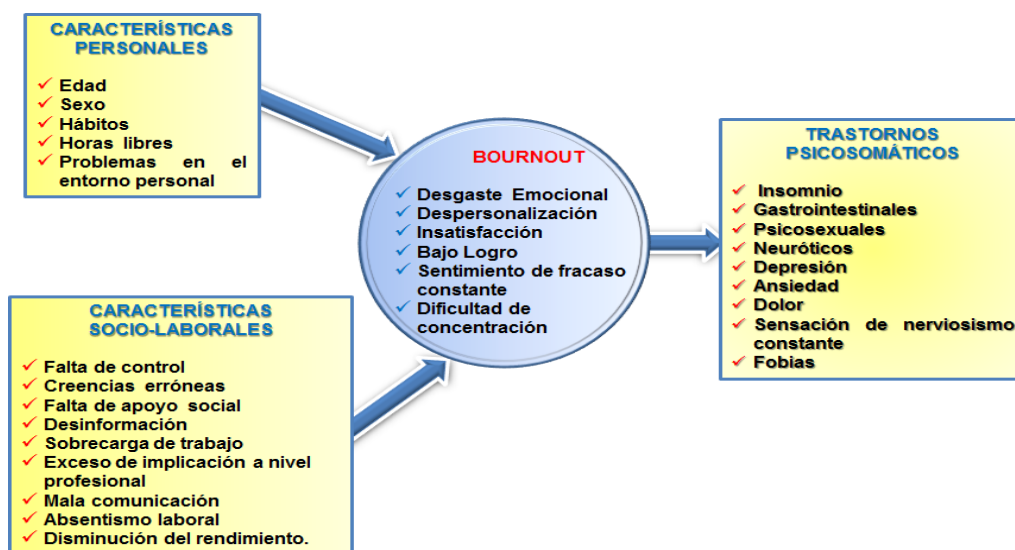 CARACTERÍSTICAS
PERSONALES
Edad
Sexo
Hábitos
Horas libres
Problemas en el
entorno personal
CARACTERÍSTICAS
SOCIO-LABORALES
Falta de control
Creencias erróneas
Falta de apoyo social
Desinformación
Sobrecarga de trabajo
Exceso de implicación a nivel
profesional
Mala comunicación
Absentismo laboral
Disminución del rendimiento.
BOURNOUT
Desgaste Emocional
Despersonalización
Insatisfacción
Bajo Logro
Sentimiento de fracaso
constante
Dificultad de
concentración
TRASTORNOS
PSICOSOMÁTICOS
Insomnio
Gastrointestinales
Psicosexuales
Neuróticos
Depresión
Ansiedad
Dolor
Sensación de nerviosismo
constante
Fobias